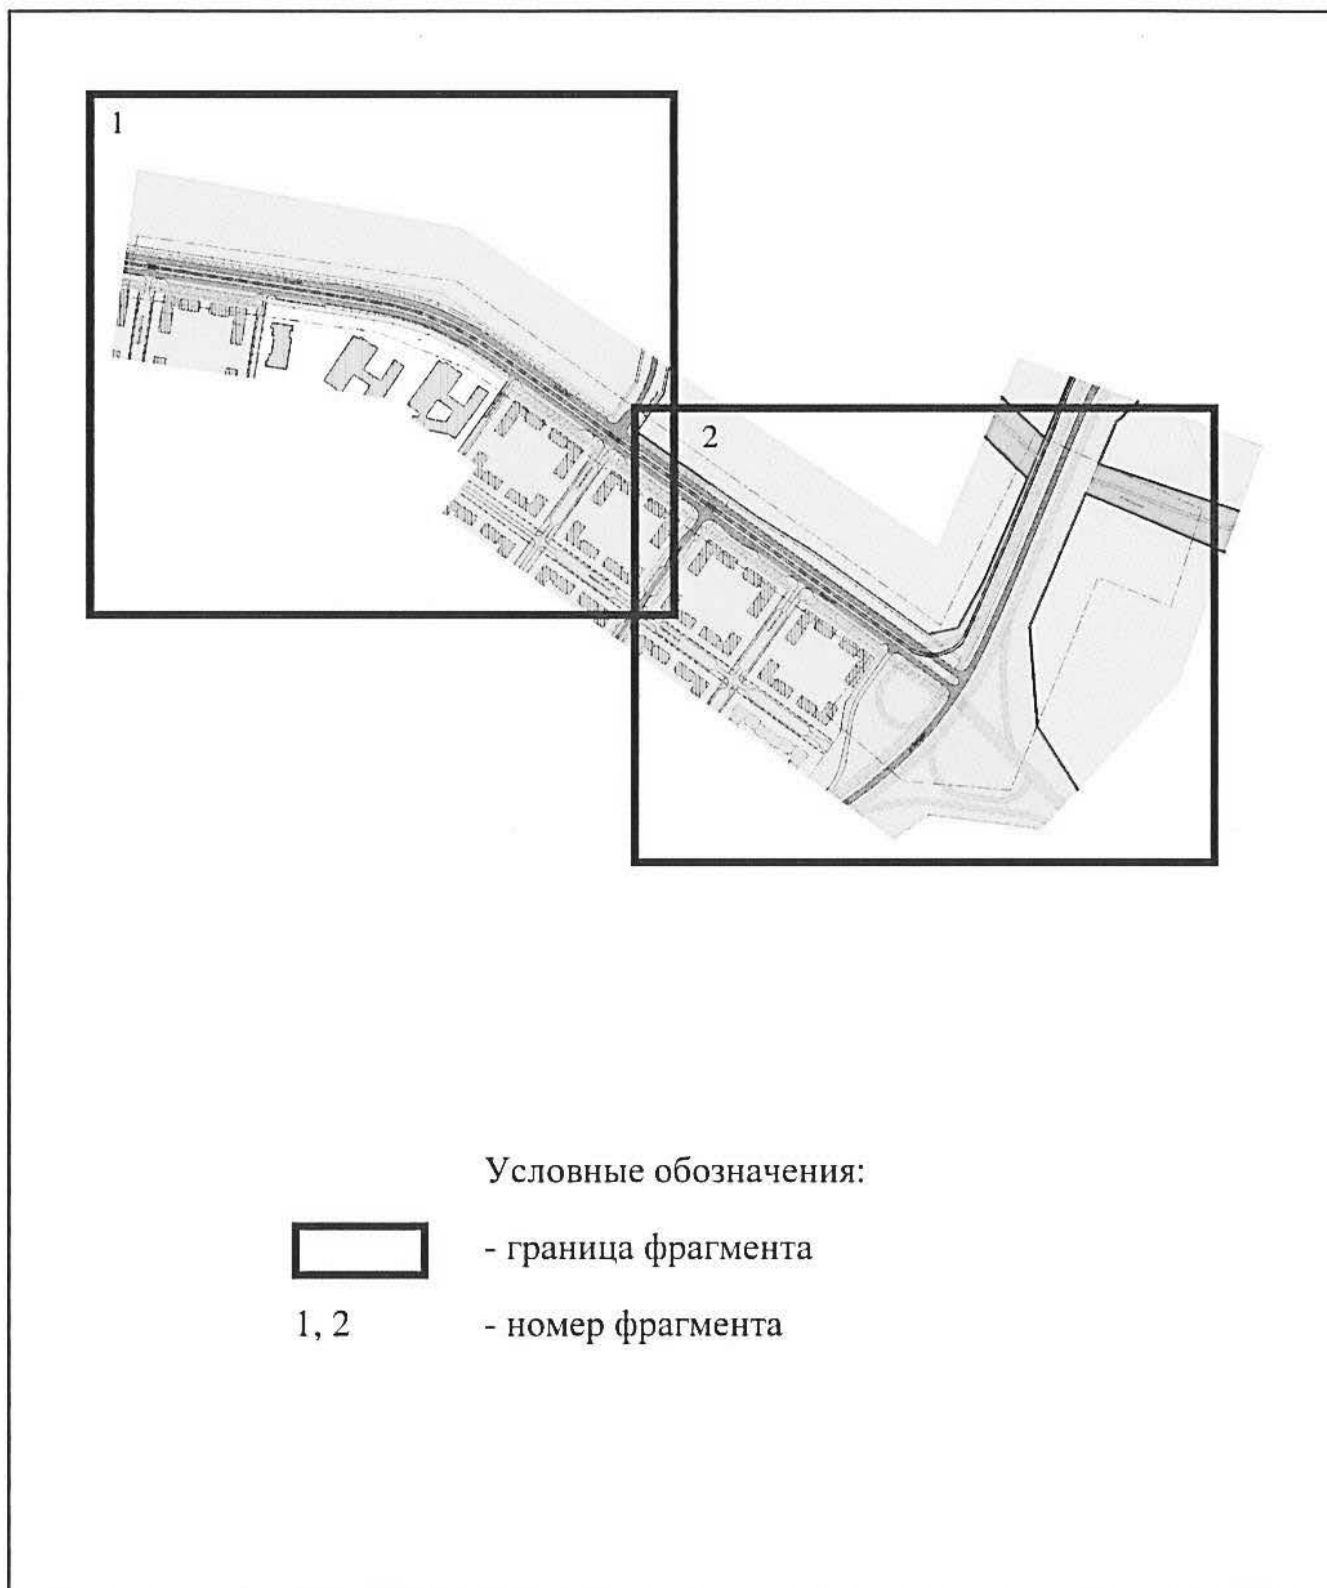 1
2
Условные обозначения:
- граница фрагмента
1, 2 - номер фрагмента